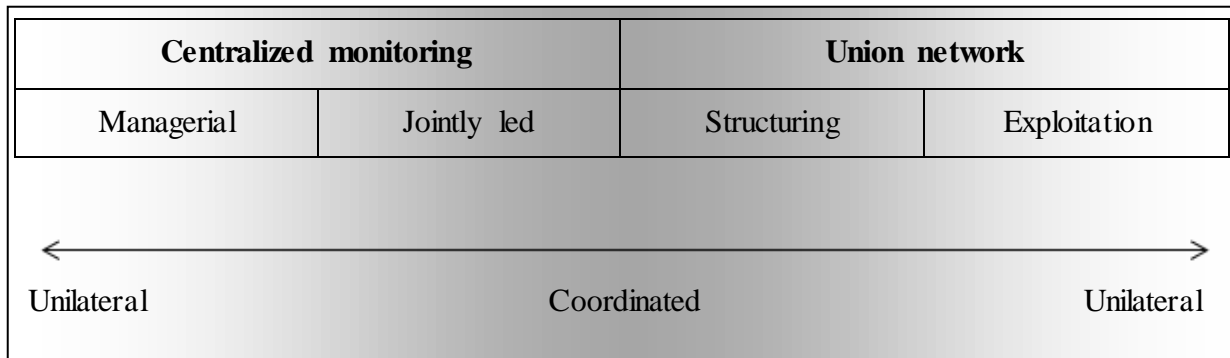 Centralized monitoring Union network
Managerial Jointly led Structuring Exploitation
Unilateral Coordinated Unilateral